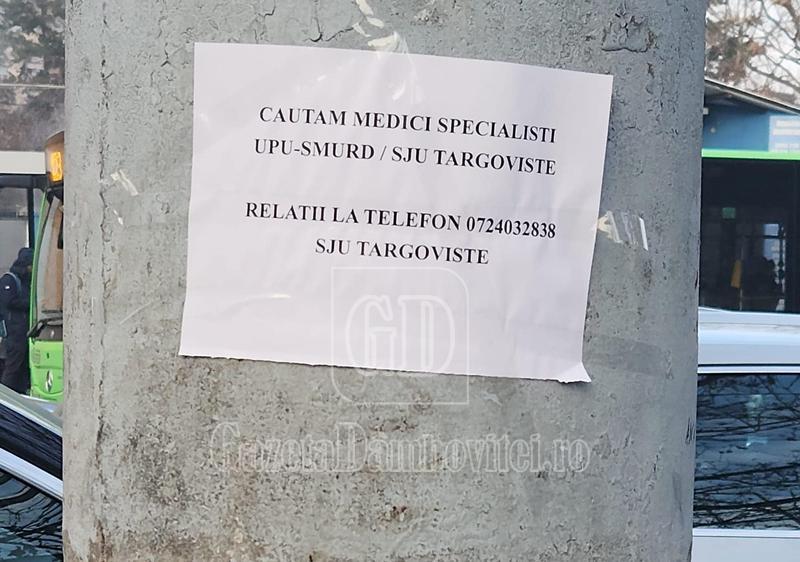 CAUTAM MEDICI SPECIALISTI
UPU-SMURD / SJU TARGOVISTE
RELATII LA TELEFON 0724032838
SJU TARGOVISTE
GD
GazetaDambovitei.ro